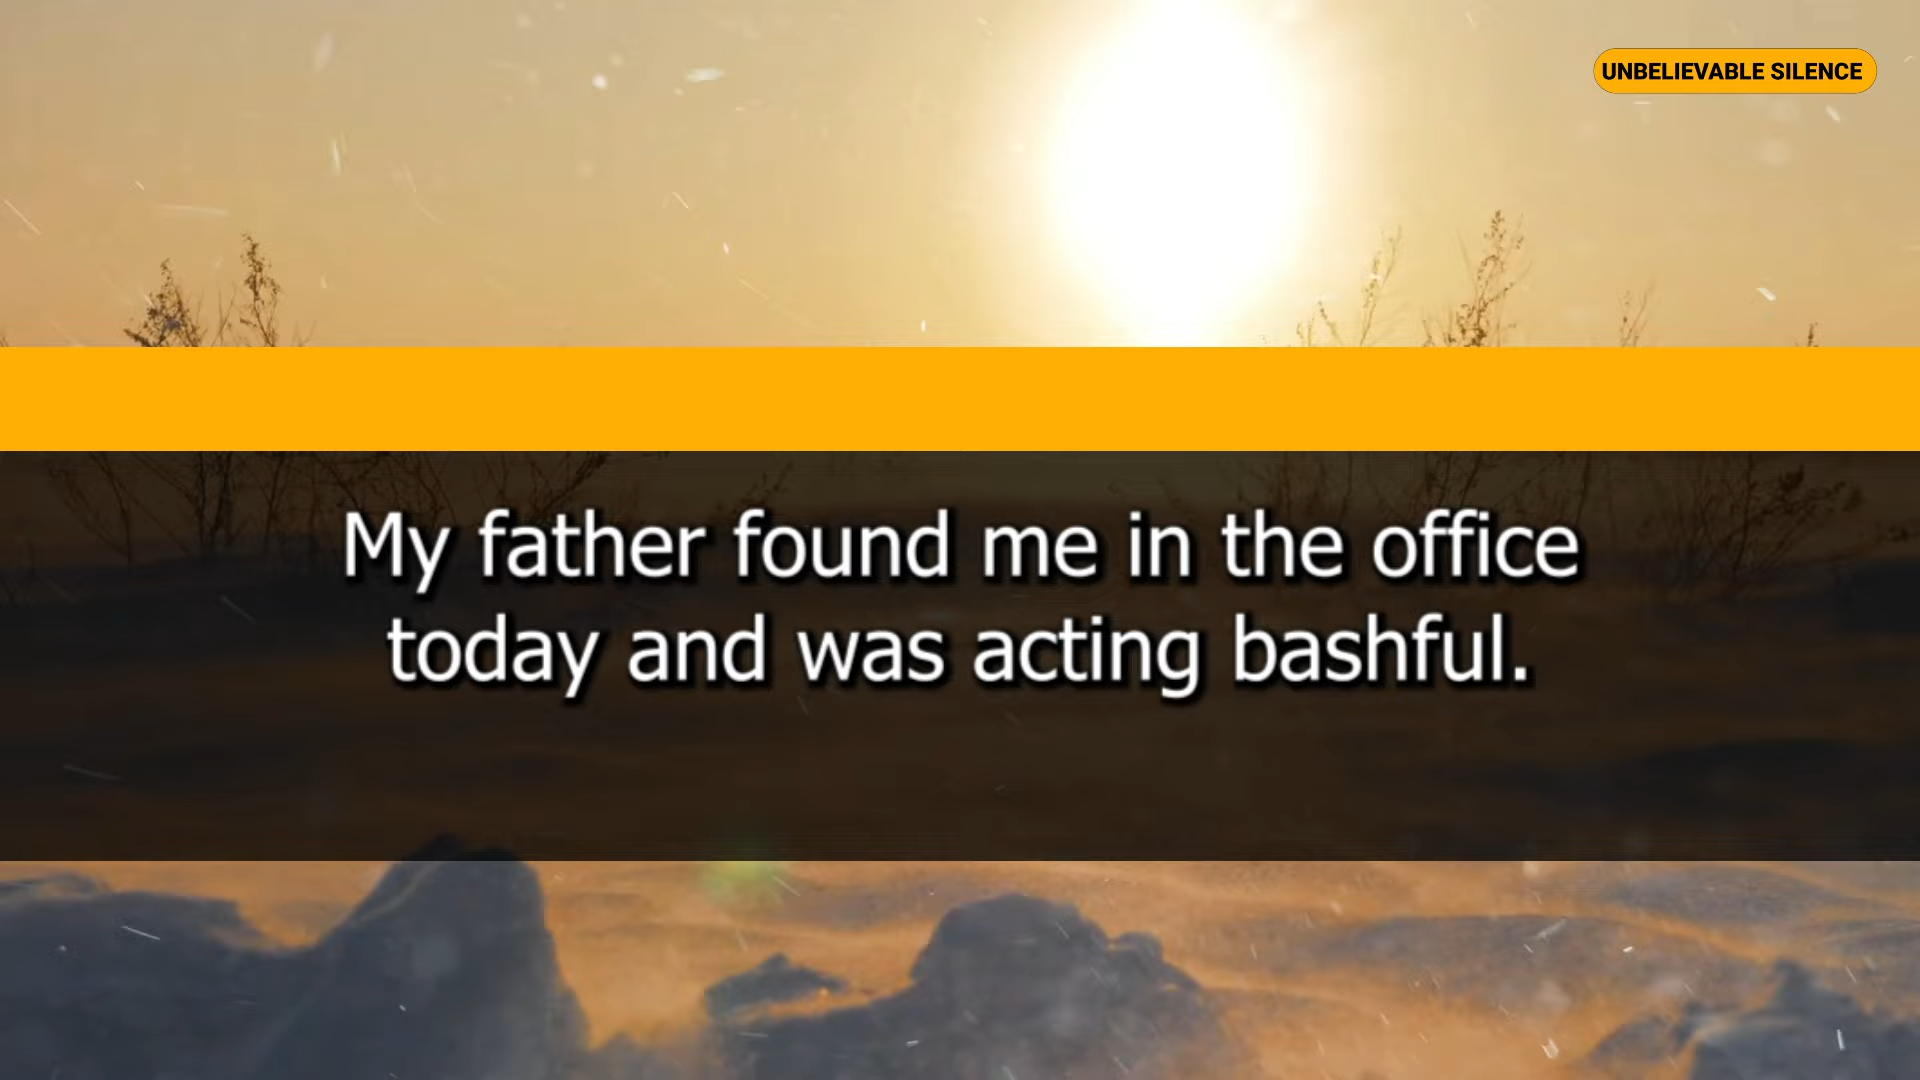 UNBELIEVABLE SILENCE
My father found me in the office
today and was acting bashful.